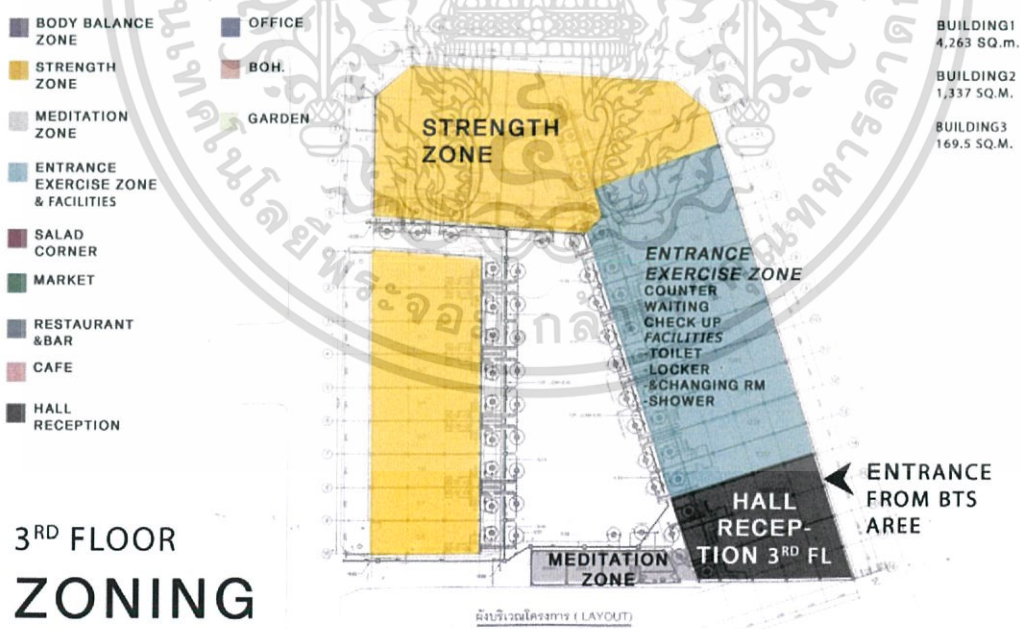 BODY BALANCE
ZONE
STRENGTH
ZONE
MEDITATION
ZONE
ENTRANCE
EXERCISE ZONE
& FACILITIES
SALAD
CORNER
MARKET
RESTAURANT
&BAR
CAFE
HALL
RECEPTION
OFFICE
BOH.
GARDEN
BUILDING1
4,263 SQ.m.
BUILDING2
1,337 SQ.M.
BUILDING3
169.5 SQ.M.
STRENGTH
ZONE
ENTRANCE
EXERCISE ZONE
COUNTER
WAITING
CHECK UP
FACILITIES
-TOILET
-LOCKER
-&CHANGING RM
-SHOWER
HALL
RECEP-
TION 3RD FL
ENTRANCE
FROM BTS
AREE
MEDITATION
ZONE
3RD FLOOR
ZONING
ผังบริเวณโครงการ ( LAYOUT)